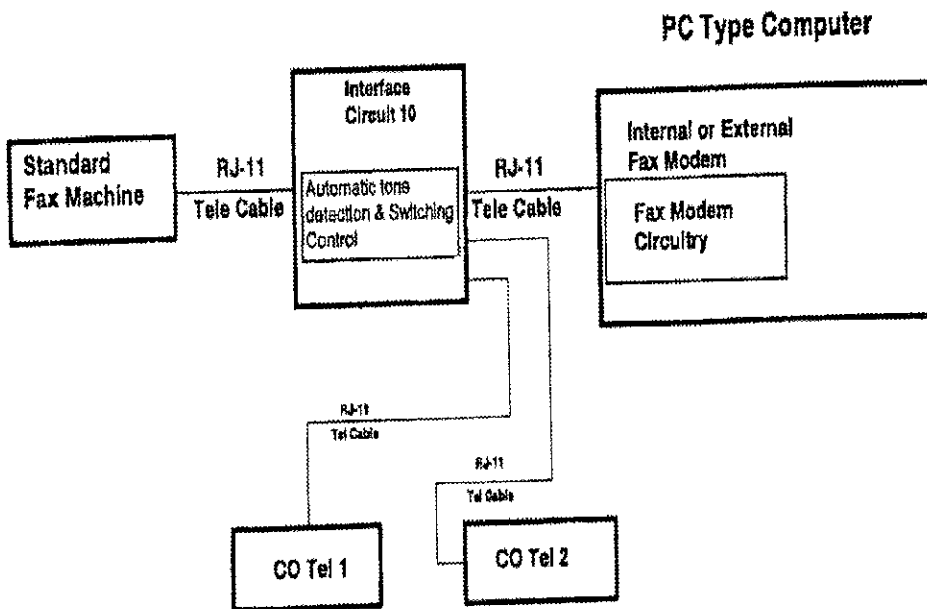 PC Type Computer
Interface
Circuit 10
Standard
Fax Machine
RJ-11
Tele Cable
Automatic tone
detection & Switching
Control
RJ-11
Tele Cable
Internal or External
Fax Modem
Fax Modem
Circuitry
RJ-11
Tel Cable
RJ-11
Tel Cable
CO Tel 1
CO Tel 2